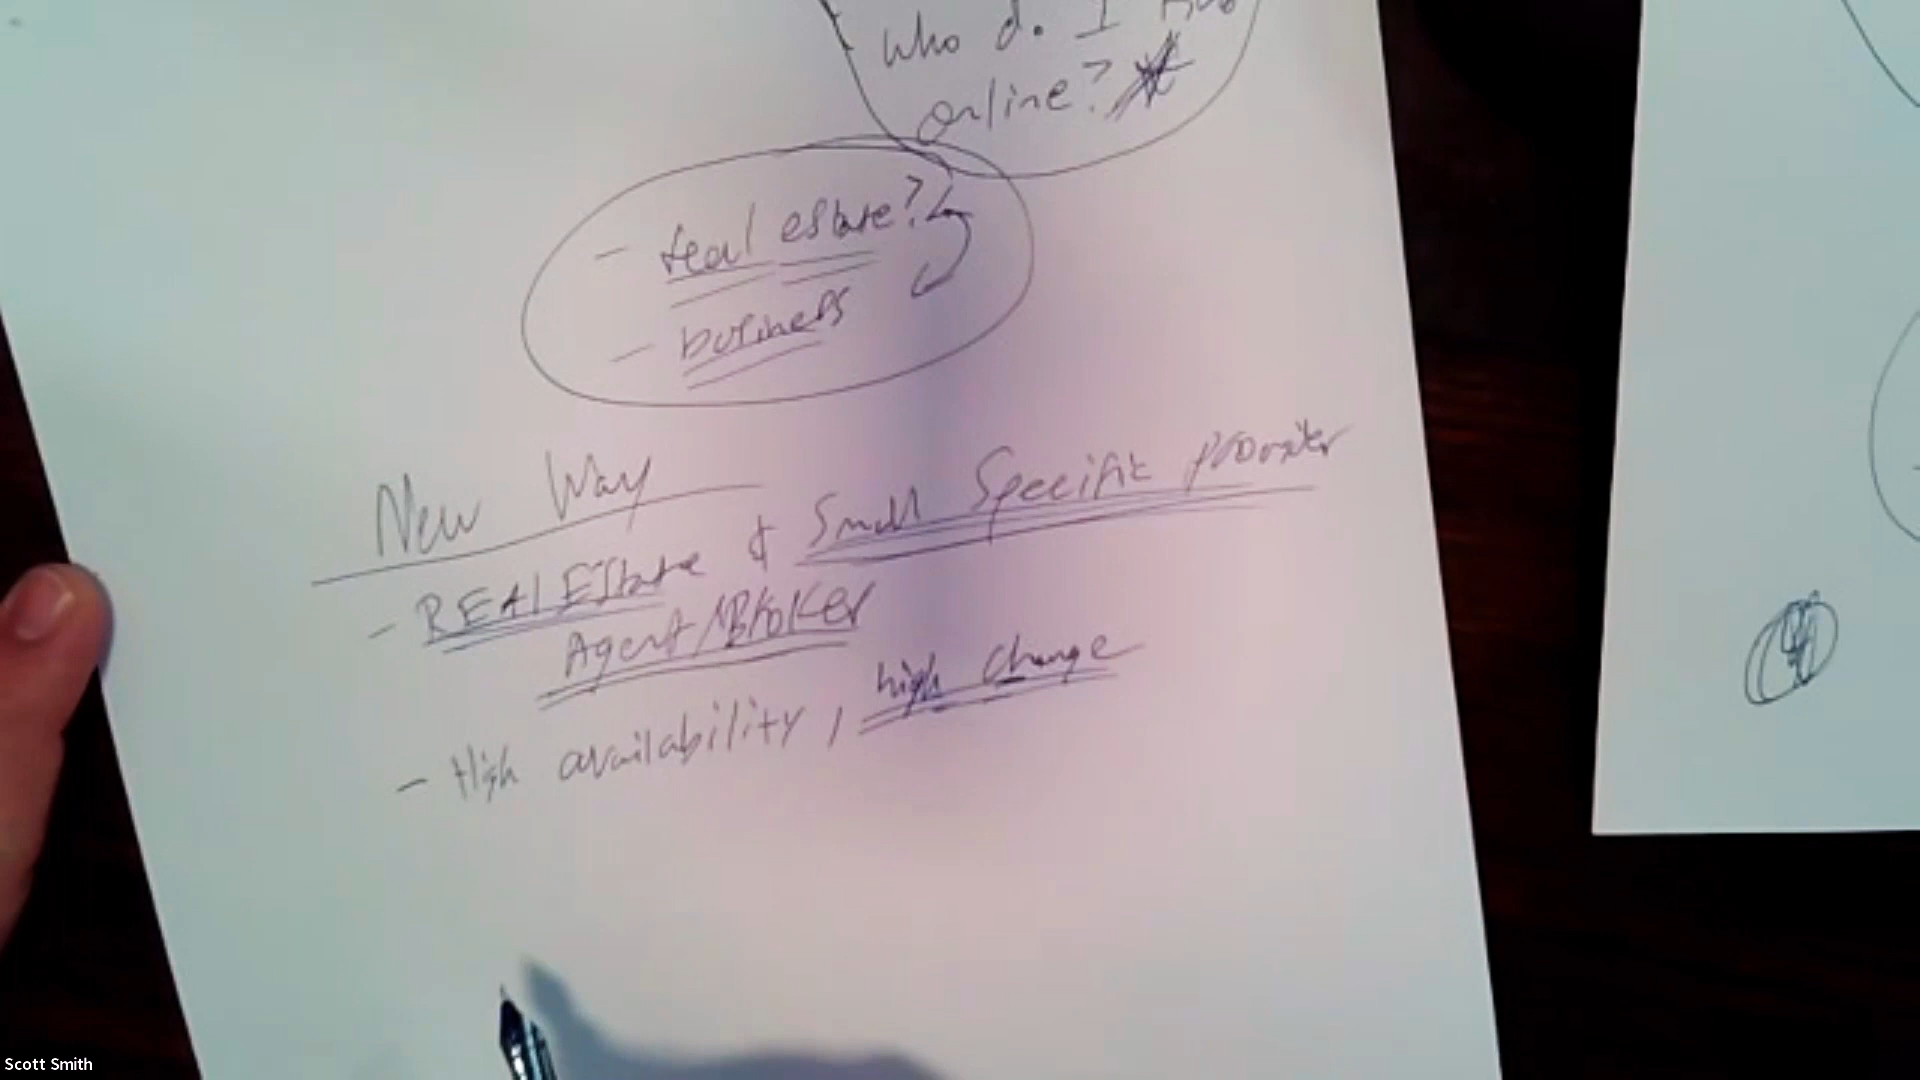 who do I
online?
- real estate?
- business
New Way
- REAl EState & Small Specific promoter
Agent/BroKer
- High availability, high change
Scott Smith